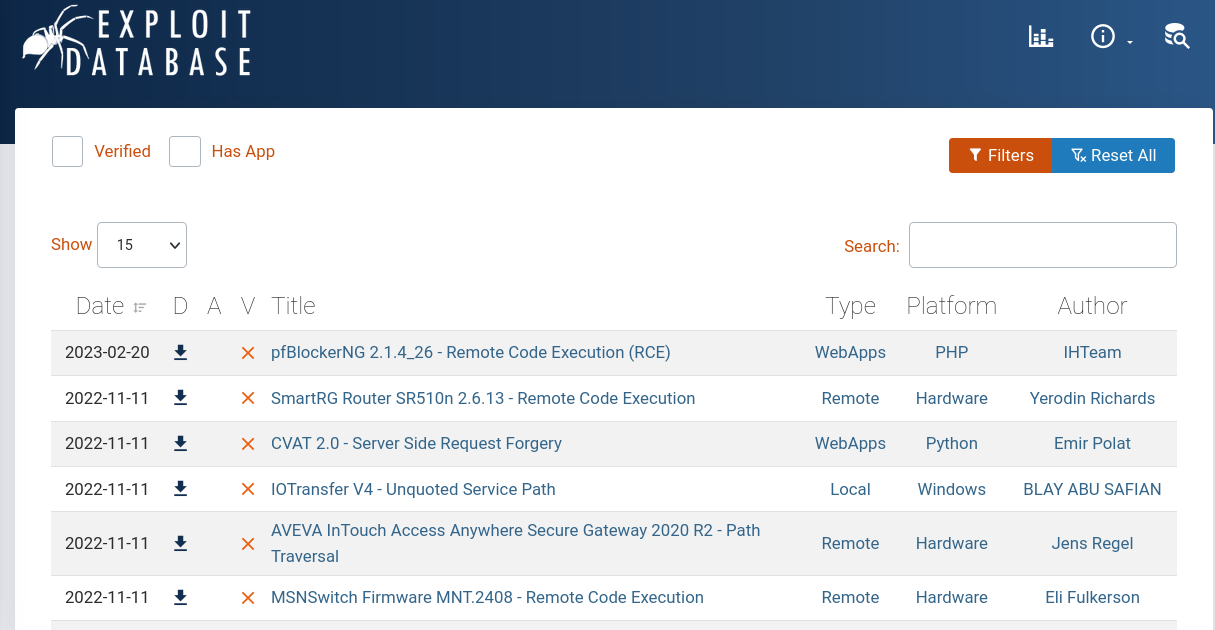 EXPLOIT
DATABASE
Verified Has App
Filters Reset All
Show 15 Search:
Date D A V Title Type Platform Author
2023-02-20 pfBlockerNG 2.1.4_26 - Remote Code Execution (RCE) WebApps PHP IHTeam
2022-11-11 SmartRG Router SR510n 2.6.13 - Remote Code Execution Remote Hardware Yerodin Richards
2022-11-11 CVAT 2.0 - Server Side Request Forgery WebApps Python Emir Polat
2022-11-11 IOTransfer V4 - Unquoted Service Path Local Windows BLAY ABU SAFIAN
2022-11-11 AVEVA InTouch Access Anywhere Secure Gateway 2020 R2 - Path
Traversal Remote Hardware Jens Regel
2022-11-11 MSNSwitch Firmware MNT.2408 - Remote Code Execution Remote Hardware Eli Fulkerson